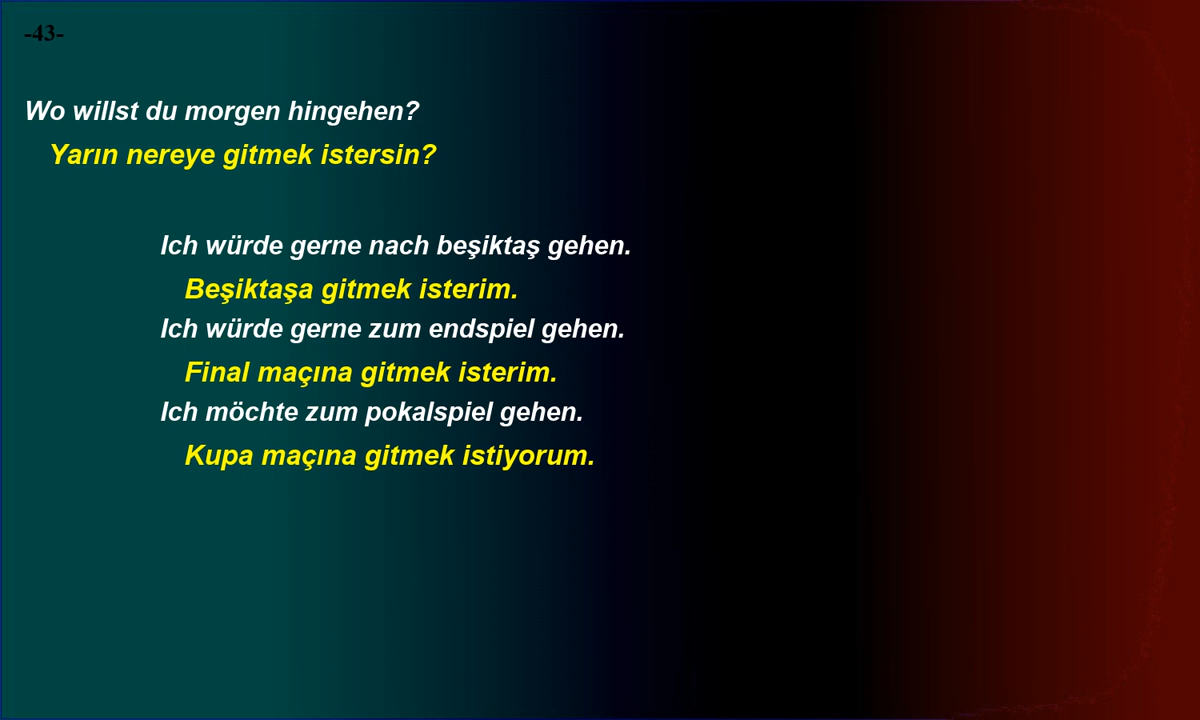 -43-
Wo willst du morgen hingehen?
Yarın nereye gitmek istersin?
Ich würde gerne nach beşiktaş gehen.
Beşiktaşa gitmek isterim.
Ich würde gerne zum endspiel gehen.
Final maçına gitmek isterim.
Ich möchte zum pokalspiel gehen.
Kupa maçına gitmek istiyorum.